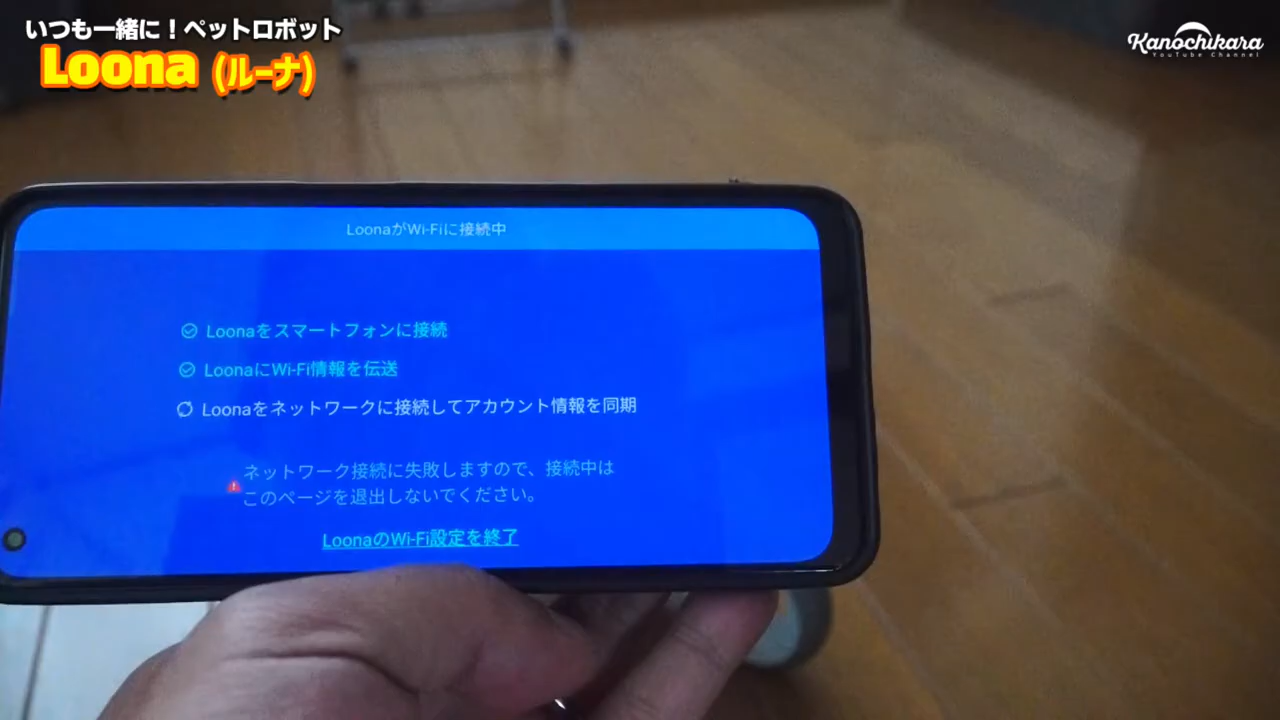 いつも一緒に！ペットロボット
Loona (ルーナ)
Kanochikara
YouTube Channel
LoonaがWi-Fiに接続中
Loonaをスマートフォンに接続
LoonaにWi-Fi情報を伝送
Loonaをネットワークに接続してアカウント情報を同期
ネットワーク接続に失敗しますので、接続中は
このページを退出しないでください。
LoonaのWi-Fi設定を終了